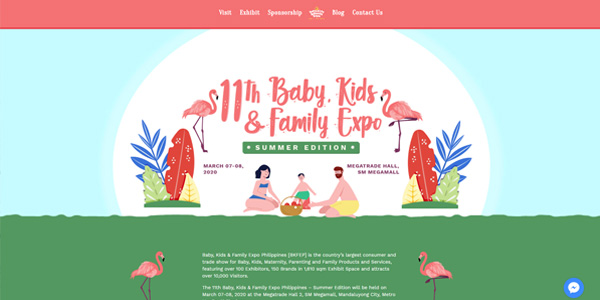 Visit Exhibit Sponsorship Blog Contact Us
11th Baby, Kids
& Family Expo
SUMMER EDITION
MARCH 07-08,
2020
MEGATRADE HALL,
SM MEGAMALL
Baby, Kids & Family Expo Philippines (BKFEP) is the country's largest consumer and
trade show for Baby, Kids, Maternity, Parenting and Family Products and Services,
featuring over 100 Exhibitors, 150 Brands in 1,810 sqm Exhibit Space and attracts
over 10,000 Visitors.
The 11th Baby, Kids & Family Expo Philippines – Summer Edition will be held on
March 07-08, 2020 at the Megatrade Hall 2, SM Megamall, Mandaluyong City, Metro